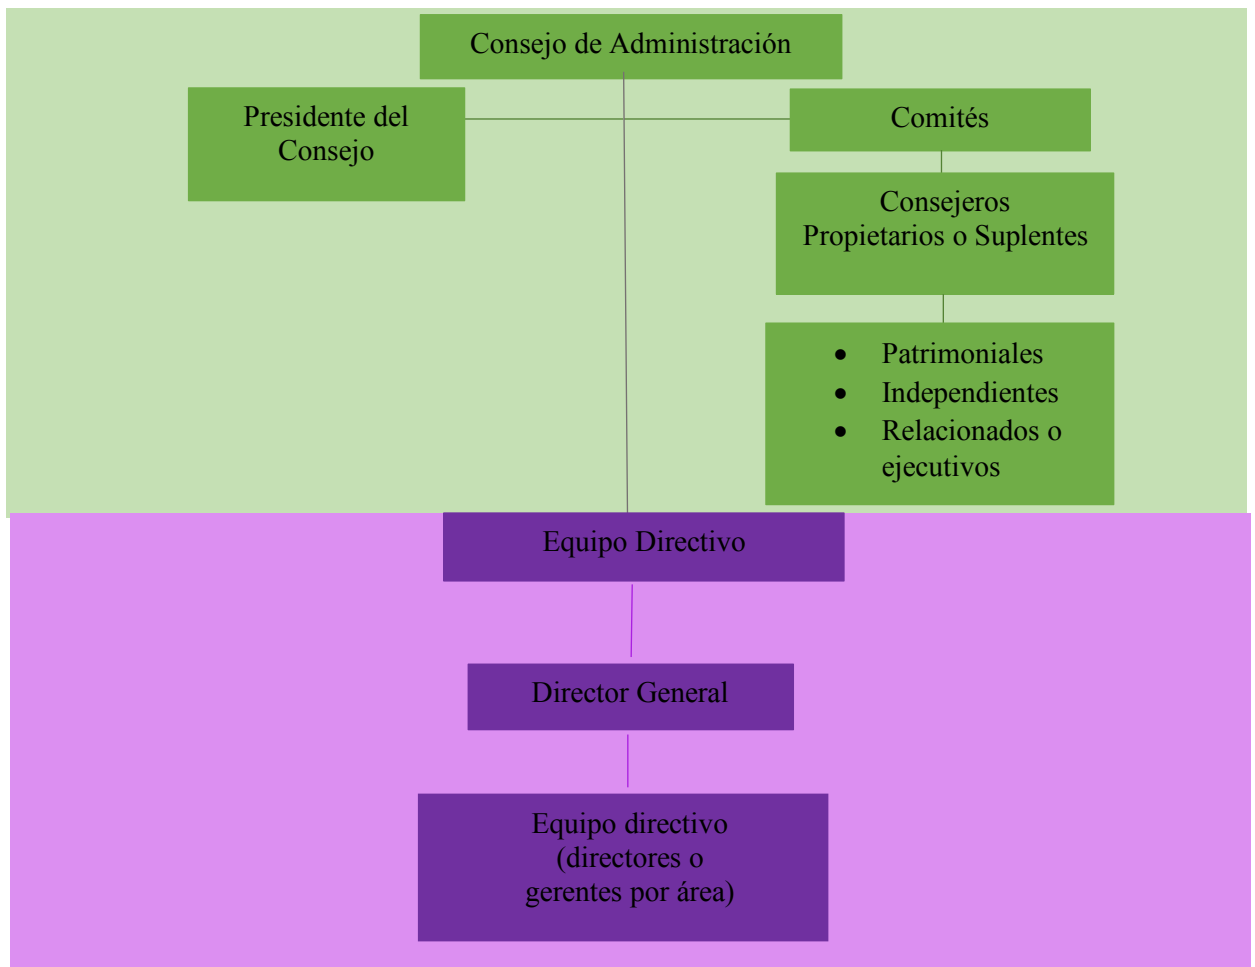 Consejo de Administración
Presidente del
Consejo
Comités
Consejeros
Propietarios o Suplentes
• Patrimoniales
• Independientes
• Relacionados o
ejecutivos
Equipo Directivo
Director General
Equipo directivo
(directores o
gerentes por área)